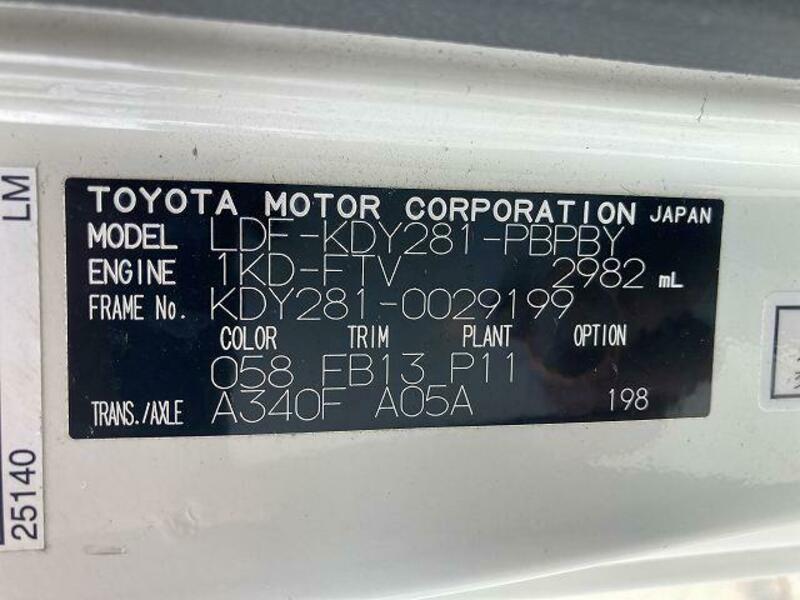 TOYOTA MOTOR CORPORATION JAPAN
MODEL LDF-KDY281-PBPBY
ENGINE 1KD-FTV 2982 mL
FRAME No. KDY281-0029199
COLOR TRIM PLANT OPTION
058 FB13 P11
TRANS./AXLE A340F A05A 198
LM
25140